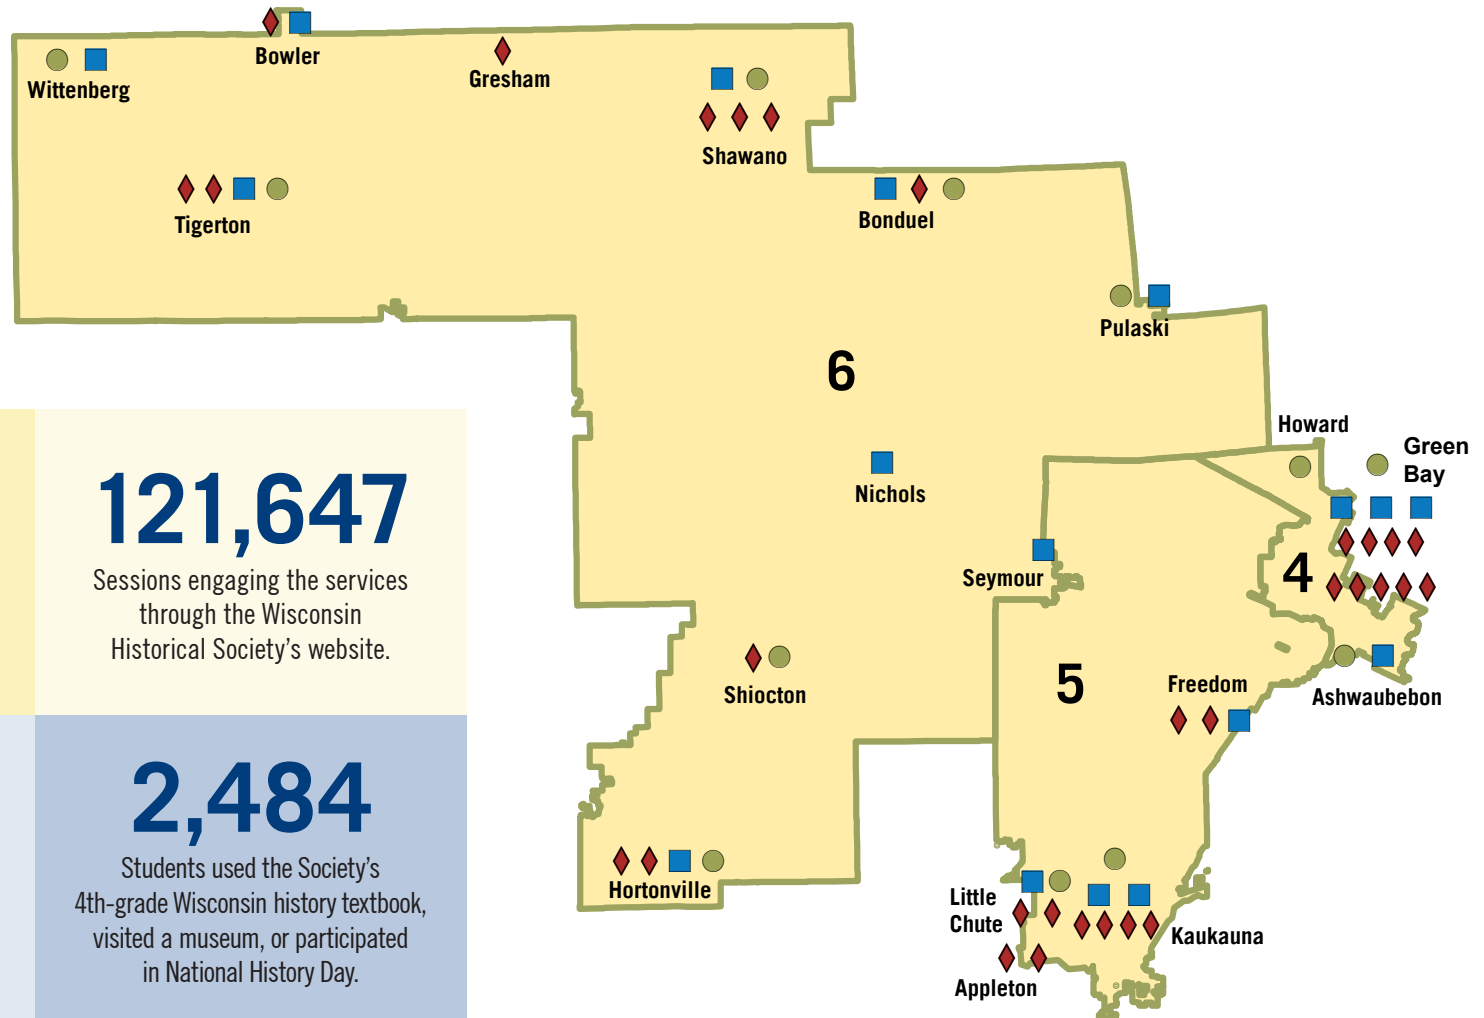 Bowler
Wittenberg
Gresham
Shawano
Tigerton
Bonduel
Pulaski
6
Howard
Green
Bay
Nichols
Seymour
4
Shiocton
5
Freedom
Ashwaubebon
Hortonville
Little
Chute
Kaukauna
Appleton
121,647
Sessions engaging the services
through the Wisconsin
Historical Society’s website.
2,484
Students used the Society’s
4th-grade Wisconsin history textbook,
visited a museum, or participated
in National History Day.